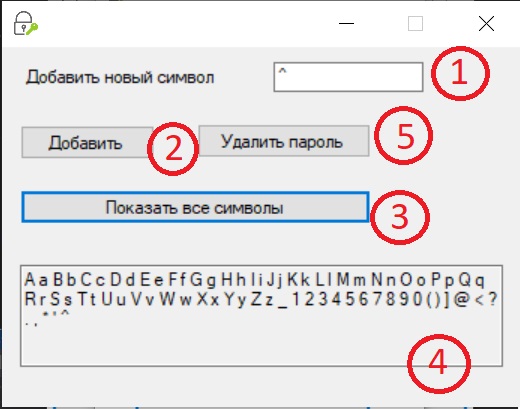 Добавить новый символ ^ 1
Добавить 2 Удалить пароль 5
Показать все символы 3
A a B b C c D d E e F f G g H h I i J j K k L l M m N n O o P p Q q
R r S s T t U u V v W w X x Y y Z z _ 1 2 3 4 5 6 7 8 9 0 ( ) ] @ < ?
. , * ' ^
4